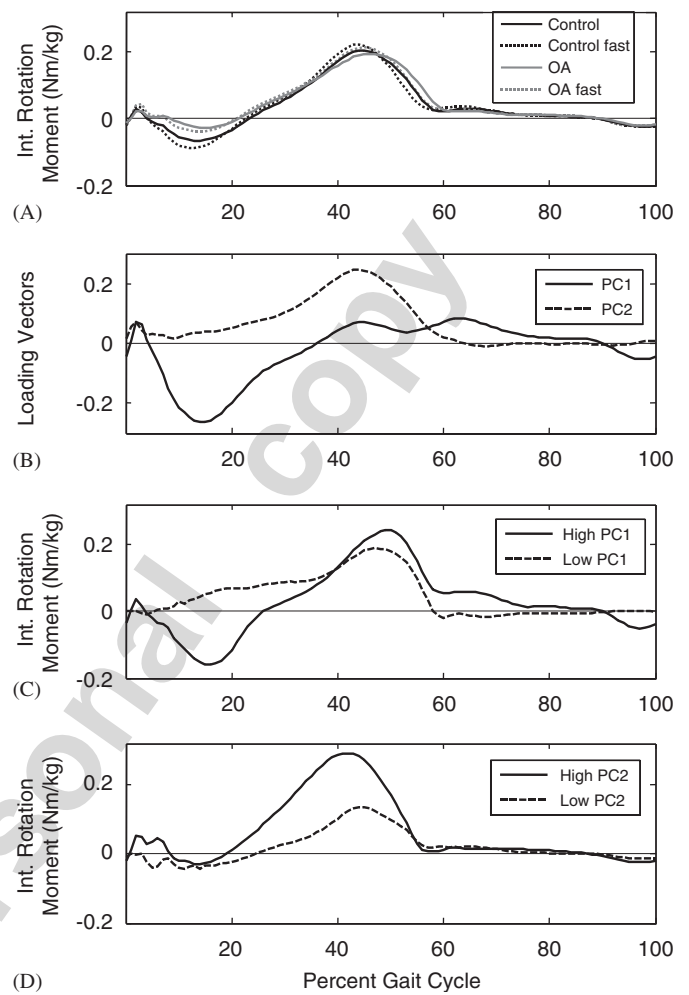 (A)
Int. Rotation
Moment (Nm/kg)
0.2
0
-0.2
20 40 60 80 100
Control
Control fast
OA
OA fast
(B)
Loading Vectors
0.2
0
-0.2
20 40 60 80 100
PC1
PC2
(C)
Int. Rotation
Moment (Nm/kg)
0.2
0
-0.2
20 40 60 80 100
High PC1
Low PC1
(D)
Int. Rotation
Moment (Nm/kg)
0.2
0
-0.2
20 40 60 80 100
High PC2
Low PC2
Percent Gait Cycle
rsonal copy